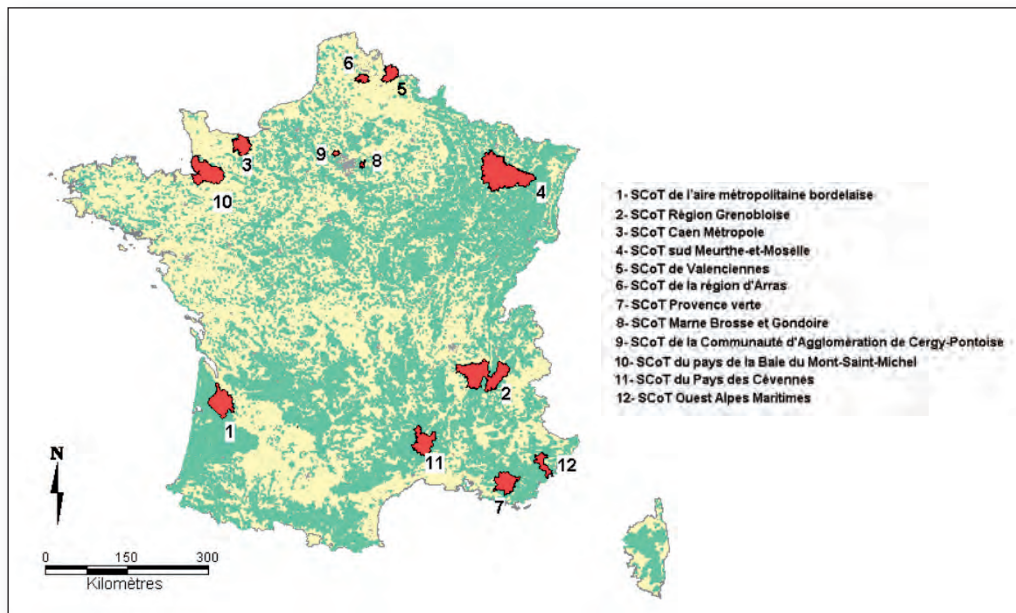 6
5
3
9
8
10
4
1- SCoT de l'aire métropolitaine bordelaise
2- SCoT Région Grenobloise
3- SCoT Caen Métropole
4- SCoT sud Meurthe-et-Moselle
5- SCoT de Valenciennes
6- SCoT de la région d'Arras
7- SCoT Provence verte
8- SCoT Marne Brosse et Gondoire
9- SCoT de la Communauté d'Agglomération de Cergy-Pontoise
10- SCoT du pays de la Baie du Mont-Saint-Michel
11- SCoT du Pays des Cévennes
12- SCoT Ouest Alpes Maritimes
2
1
11
12
7
N
0 150 300
Kilomètres